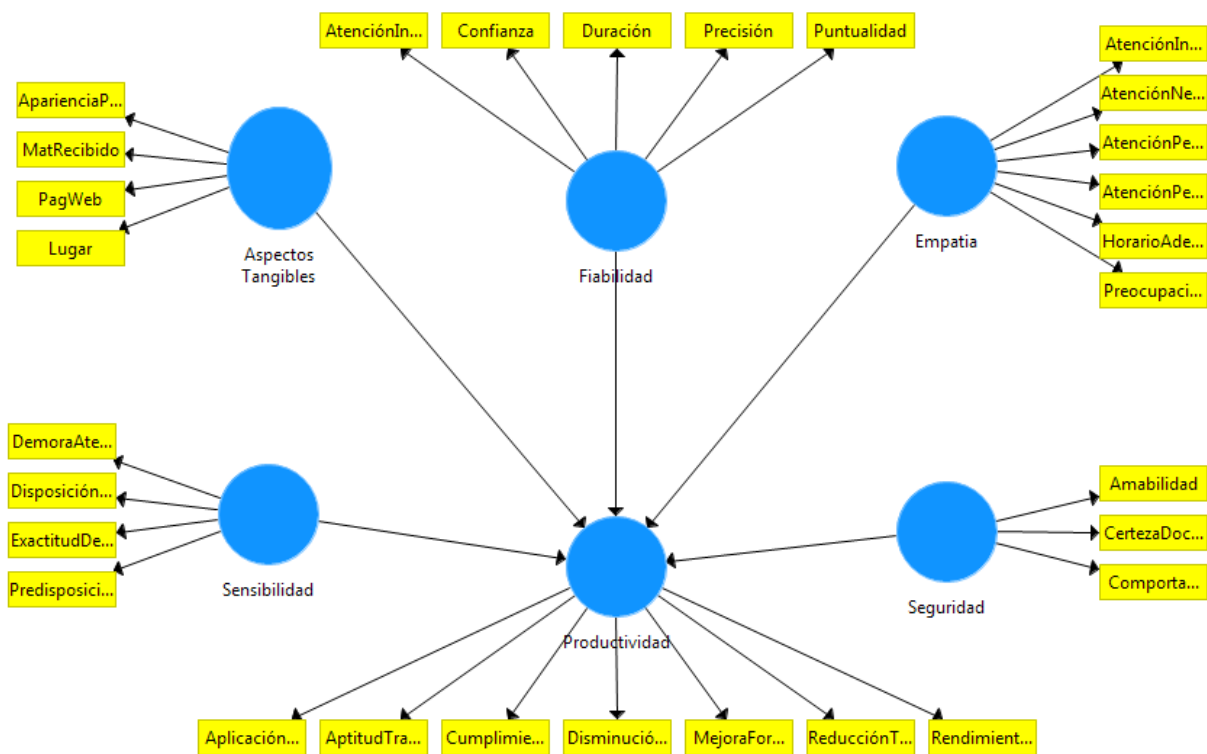 AtenciónIn...
Confianza
Duración
Precisión
Puntualidad
AparienciaP...
MatRecibido
PagWeb
Lugar
Aspectos
Tangibles
Fiabilidad
AtenciónIn...
AtenciónNe...
AtenciónPe...
AtenciónPe...
HorarioAde...
Preocupaci...
Empatia
DemoraAte...
Disposición...
ExactitudDe...
Predisposici...
Sensibilidad
Productividad
Amabilidad
CertezaDoc...
Comporta...
Seguridad
Aplicación...
AptitudTra...
Cumplimie...
Disminució...
MejoraFor...
ReducciónT...
Rendimient...